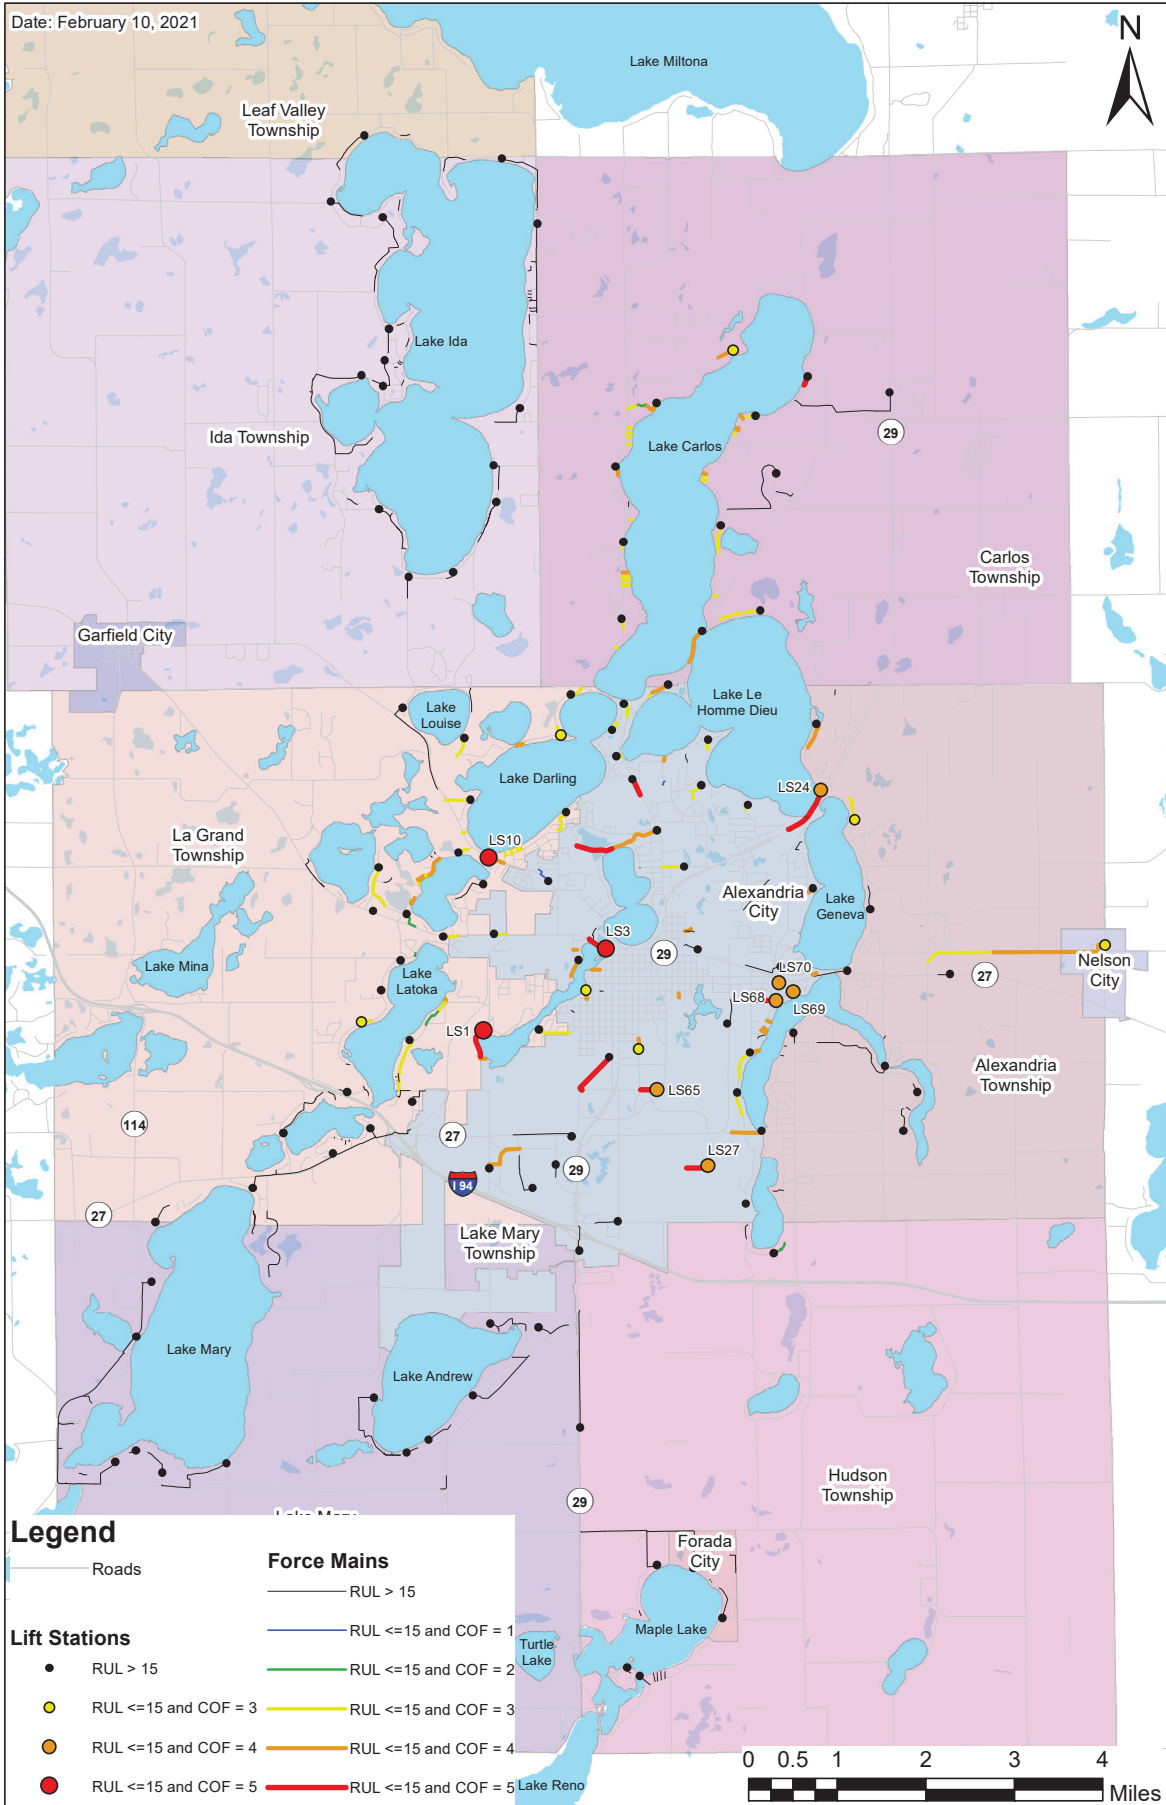 Date: February 10, 2021
N
Lake Miltona
Leaf Valley
Township
Lake Ida
Ida Township
Lake Carlos
29
Carlos
Township
Garfield City
Lake
Louise
Lake Le
Homme Dieu
Lake Darling
LS24
La Grand
Township
LS10
Alexandria
City
Lake
Geneva
LS3
29
Lake Mina
Lake
Latoka
LS70
27
Nelson
City
LS68
LS69
LS1
Alexandria
Township
LS65
114
27
LS27
29
I 94
27
Lake Mary
Township
Lake Mary
Lake Andrew
Hudson
Township
29
Forada
City
Maple Lake
Turtle
Lake
Lake Reno
Legend
Roads
Lift Stations
RUL > 15
RUL <=15 and COF = 3
RUL <=15 and COF = 4
RUL <=15 and COF = 5
Force Mains
RUL > 15
RUL <=15 and COF = 1
RUL <=15 and COF = 2
RUL <=15 and COF = 3
RUL <=15 and COF = 4
RUL <=15 and COF = 5
0 0.5 1 2 3 4
Miles